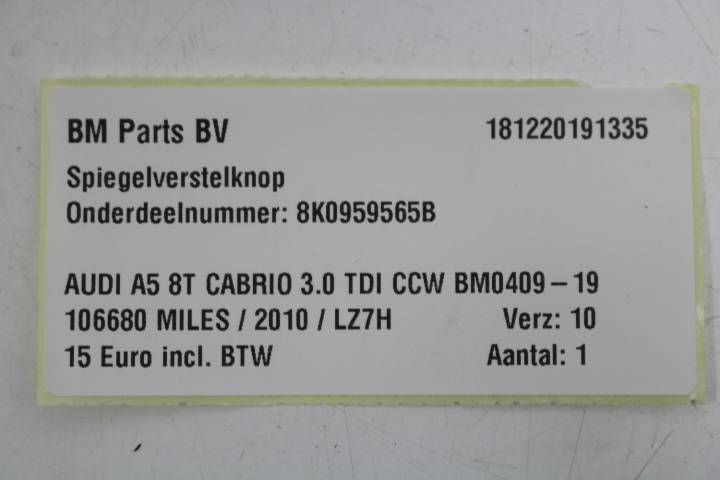 BM Parts BV 181220191335
Spiegelverstelknop
Onderdeelnummer: 8K0959565B
AUDI A5 8T CABRIO 3.0 TDI CCW BM0409-19
106680 MILES / 2010 / LZ7H Verz: 10
15 Euro incl. BTW Aantal: 1